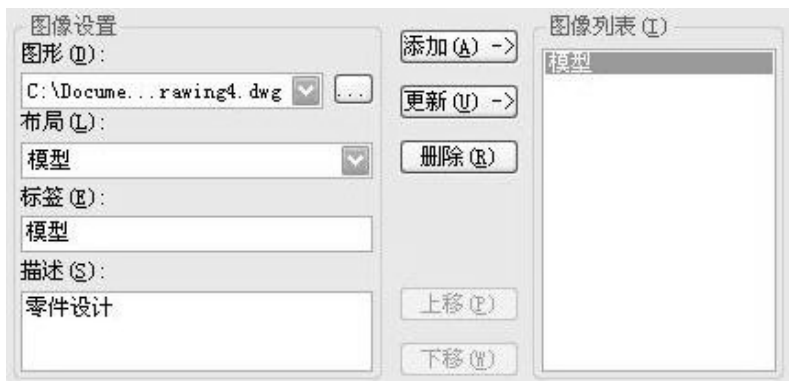 图像设置
图形(D):
C:\Docume...rawing4.dwg
...
布局(L):
模型
标签(E):
模型
描述(S):
零件设计
添加(A) ->
更新(U) ->
删除(R)
上移(P)
下移(W)
图像列表(I)
模型